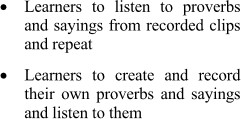 • Learners to listen to proverbs
and sayings from recorded clips
and repeat
• Learners to create and record
their own proverbs and sayings
and listen to them